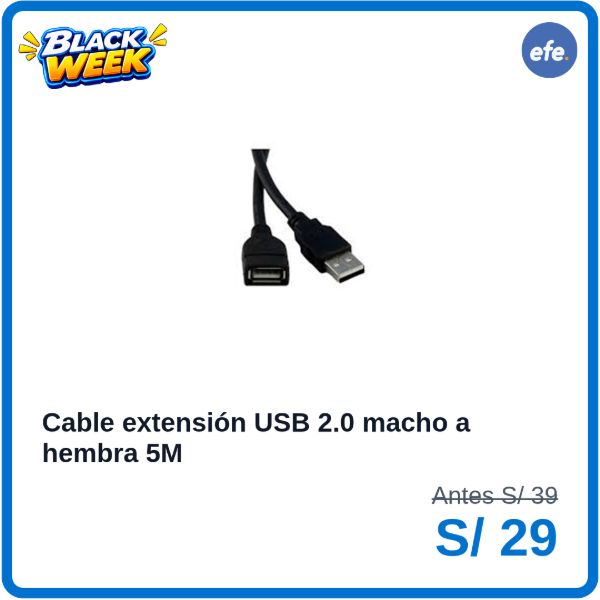 BLACK
WEEK
efe.
Cable extensión USB 2.0 macho a
hembra 5M
Antes S/ 39
S/ 29